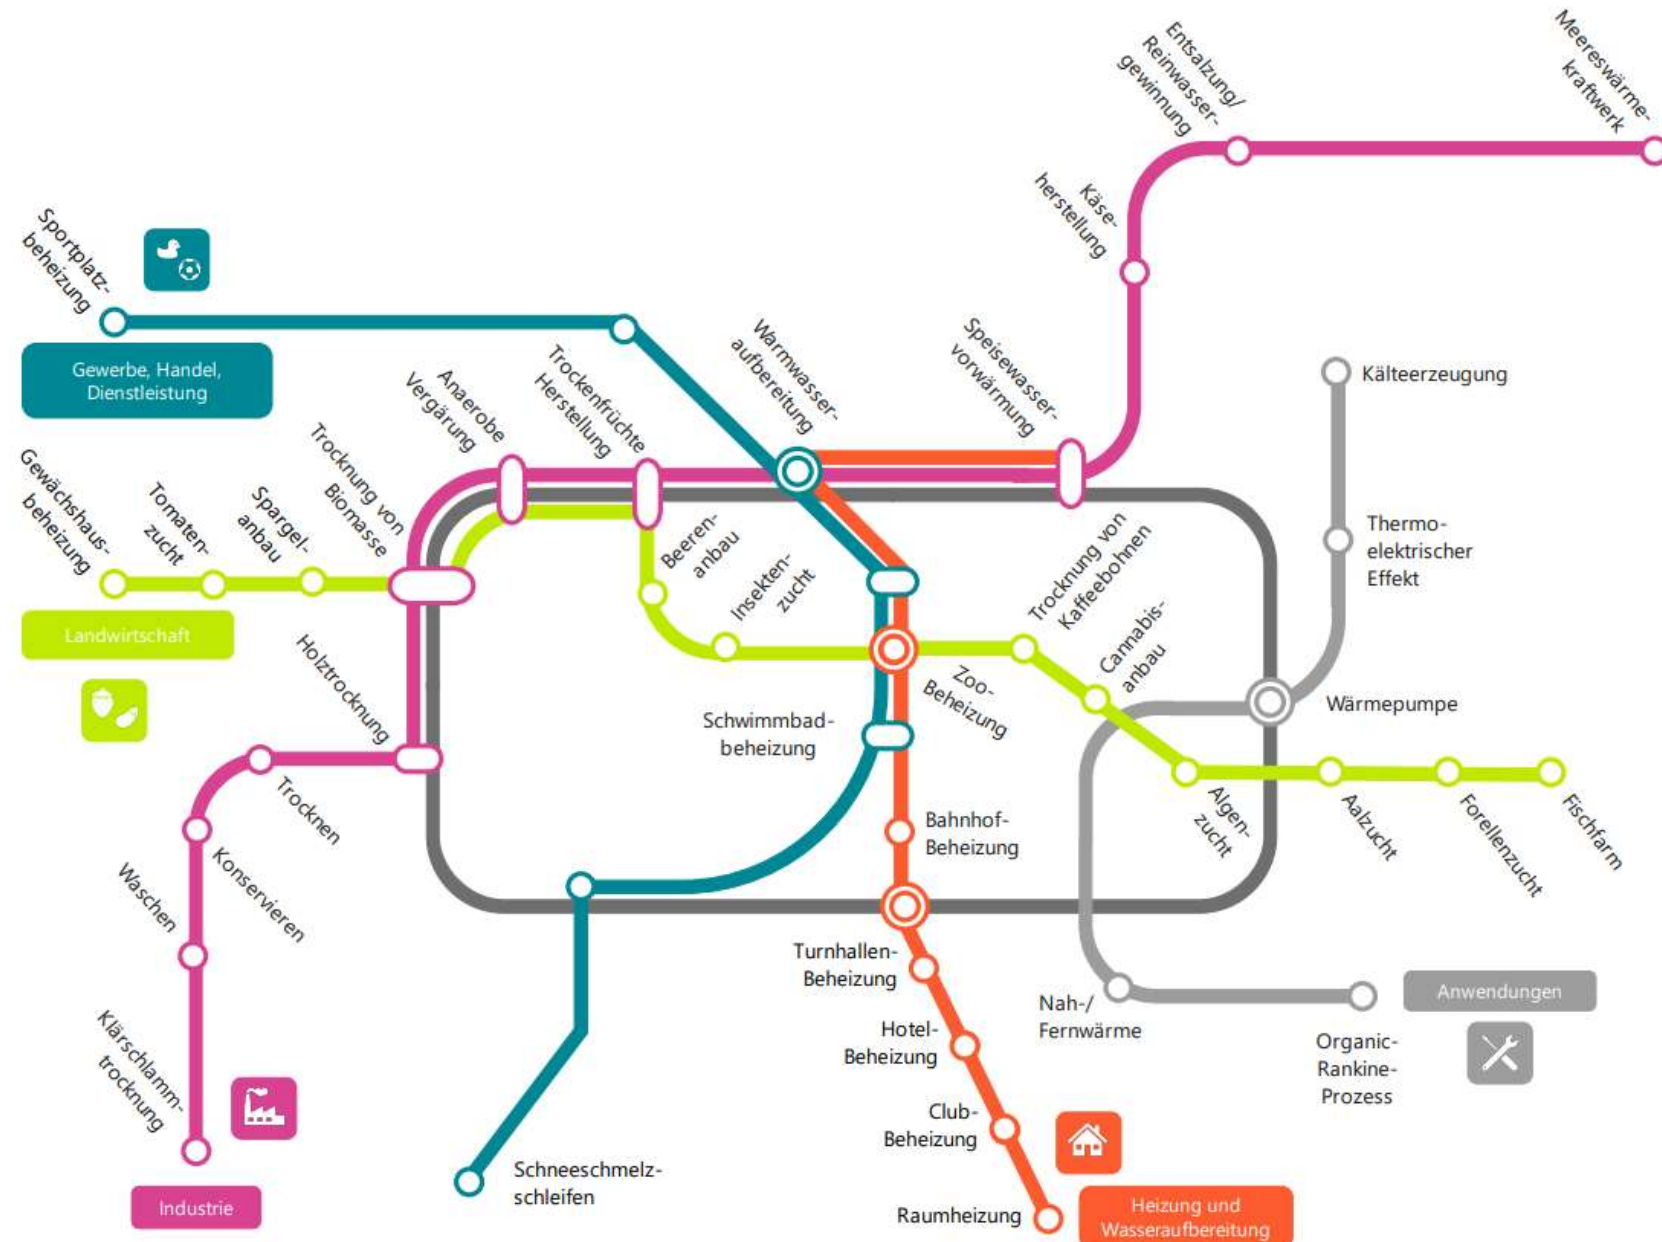 Entsalzung/
Reinwasser-
gewinnung
Meereswärme-
kraftwerk
Käse-
herstellung
Sportplatz-
beheizung
Gewerbe, Handel,
Dienstleistung
Warmwasser-
aufbereitung
Speisewasser-
vorwärmung
Kälteerzeugung
Anaerobe
Vergärung
Trockenfrüchte
Herstellung
Gewächshaus-
beheizung
Tomaten-
zucht
Spargel-
anbau
Trocknung von
Biomasse
Beeren-
anbau
Insekten-
zucht
Trocknung von
Kaffeebohnen
Thermo-
elektrischer
Effekt
Landwirtschaft
Cannabis-
anbau
Holztrocknung
Zoo-
Beheizung
Schwimmbad-
beheizung
Wärmepumpe
Trocknen
Konservieren
Bahnhof-
Beheizung
Algen-
zucht
Aalzucht
Forellenzucht
Fischfarm
Waschen
Turnhallen-
Beheizung
Nah-/
Fernwärme
Anwendungen
Organic-
Rankine-
Prozess
Klärschlamm-
trocknung
Hotel-
Beheizung
Club-
Beheizung
Schneeschmelz-
schleifen
Industrie
Raumheizung
Heizung und
Wasseraufbereitung